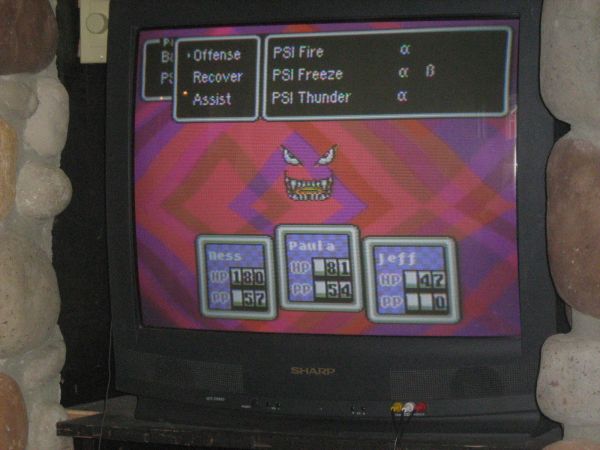 Offense
Recover
Assist
PSI Fire α
PSI Freeze α β
PSI Thunder α
Ness
HP 180
PP 57
Paula
HP 81
PP 54
Jeff
HP 47
PP 0
SHARP